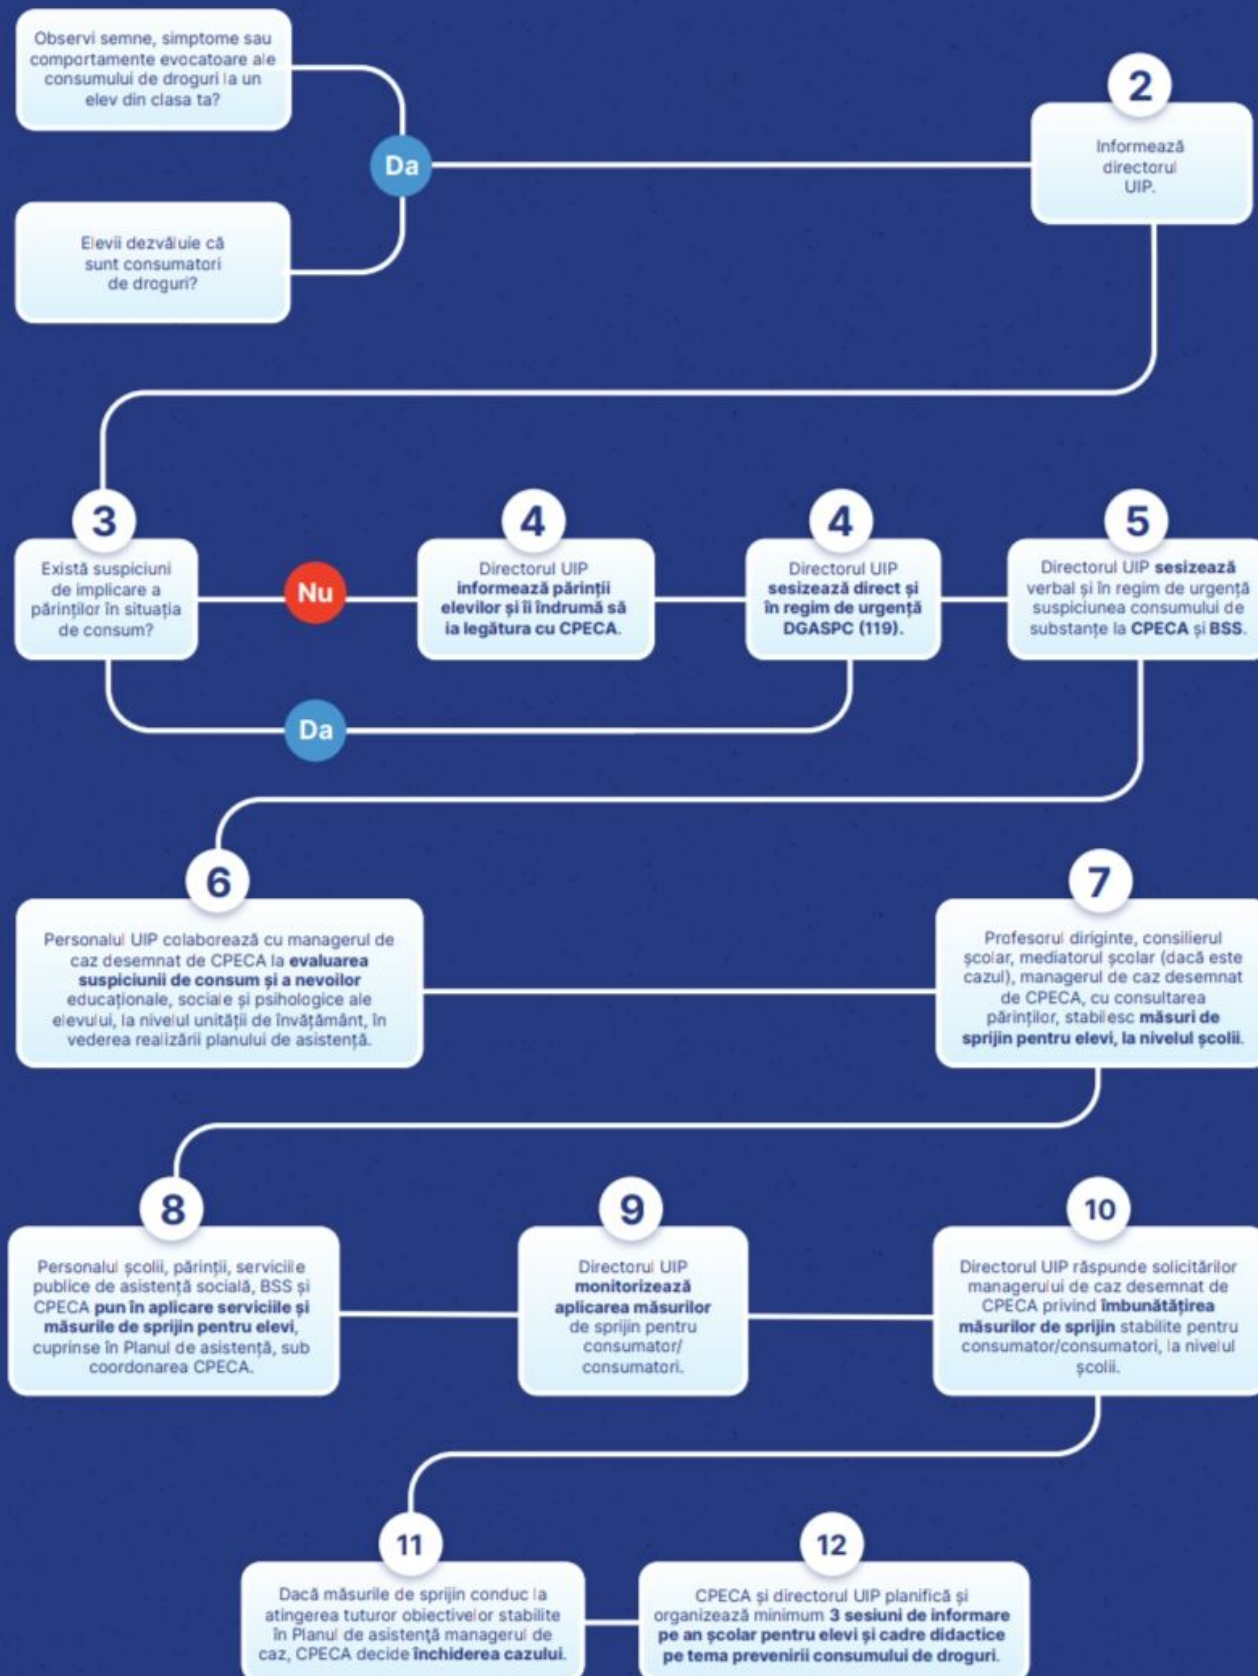 Observi semne, simptome sau
comportamente evocatoare ale
consumului de droguri la un
elev din clasa ta?
Da
Elevii dezvăluie că
sunt consumatori
de droguri?
2
Informează
directorul
UIP.
3
Există suspiciuni
de implicare a
părinților în situația
de consum?
Nu
Da
4
Directorul UIP
informează părinții
elevilor și îi îndrumă să
ia legătura cu CPECA.
4
Directorul UIP
sesizează direct și
în regim de urgență
DGASPC (119).
5
Directorul UIP sesizează
verbal și în regim de urgență
suspiciunea consumului de
substanțe la CPECA și BSS.
6
Personalul UIP colaborează cu managerul de
caz desemnat de CPECA la evaluarea
suspiciunii de consum și a nevoilor
educaționale, sociale și psihologice ale
elevului, la nivelul unității de învățământ, în
vederea realizării planului de asistență.
7
Profesorul diriginte, consilierul
școlar, mediatorul școlar (dacă este
cazul), managerul de caz desemnat
de CPECA, cu consultarea
părinților, stabilesc măsuri de
sprijin pentru elevi, la nivelul școlii.
8
Personalul școlii, părinții, serviciile
publice de asistență socială, BSS și
CPECA pun în aplicare serviciile și
măsurile de sprijin pentru elevi,
cuprinse în Planul de asistență, sub
coordonarea CPECA.
9
Directorul UIP
monitorizează
aplicarea măsurilor
de sprijin pentru
consumator/
consumatori.
10
Directorul UIP răspunde solicitărilor
managerului de caz desemnat de
CPECA privind îmbunătățirea
măsurilor de sprijin stabilite pentru
consumator/consumatori, la nivelul
școlii.
11
Dacă măsurile de sprijin conduc la
atingerea tuturor obiectivelor stabilite
în Planul de asistență managerul de
caz, CPECA decide închiderea cazului.
12
CPECA și directorul UIP planifică și
organizează minimum 3 sesiuni de informare
pe an școlar pentru elevi și cadre didactice
pe tema prevenirii consumului de droguri.